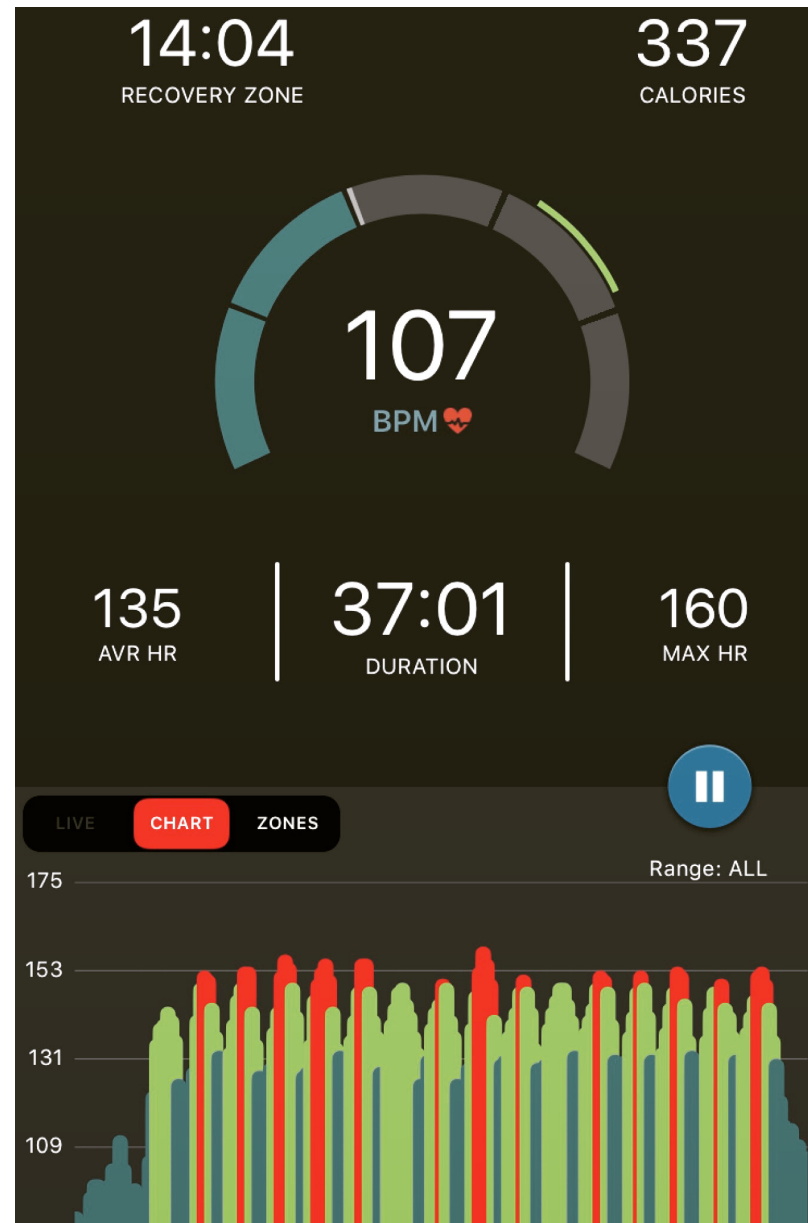 14:04
RECOVERY ZONE
337
CALORIES
107
BPM
135
AVR HR
37:01
DURATION
160
MAX HR
LIVE CHART ZONES
Range: ALL
175
153
131
109